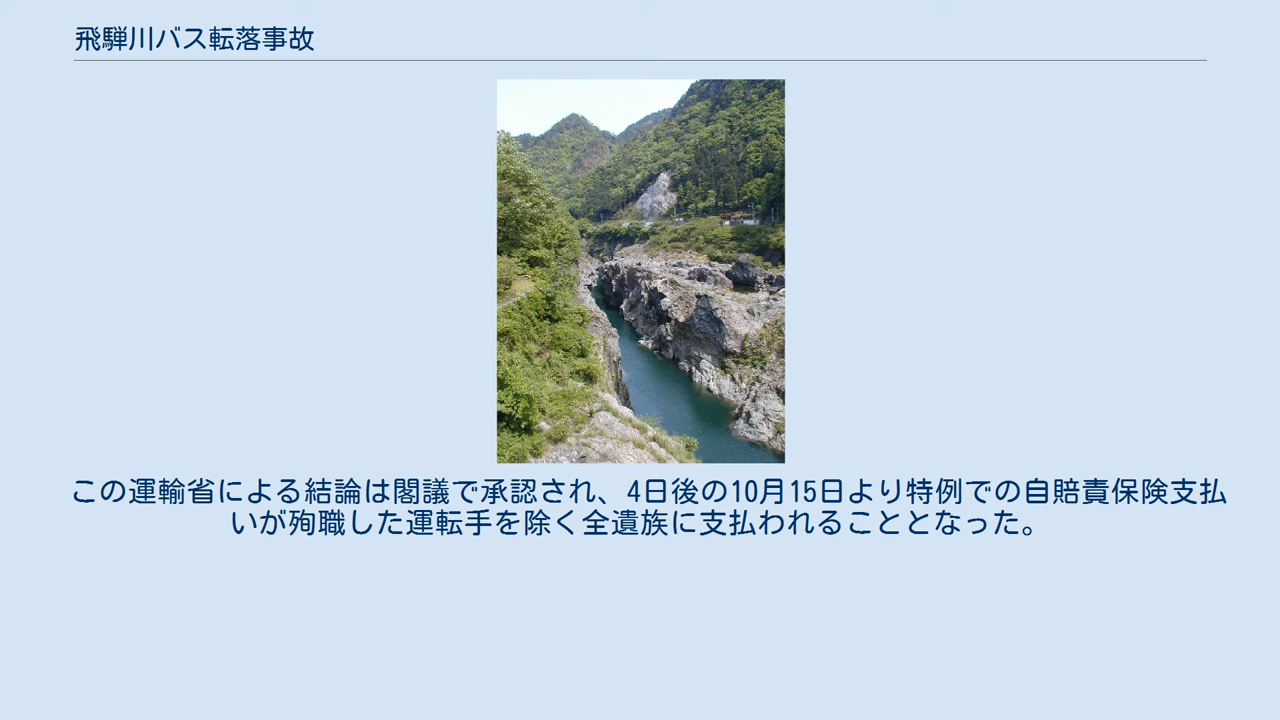 飛騨川バス転落事故
この運輸省による結論は閣議で承認され、4日後の10月15日より特例での自賠責保険支払
いが殉職した運転手を除く全遺族に支払われることとなった。